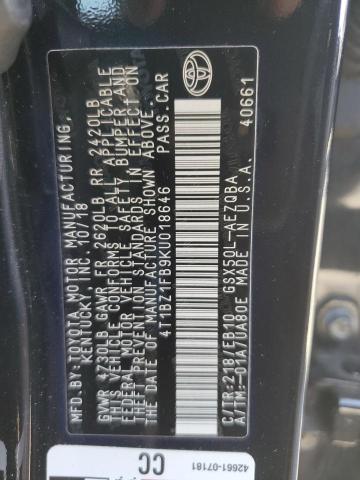 MFD. BY: TOYOTA MOTOR MANUFACTURING,
KENTUCKY, INC. 10/18
GVWR 4730LB GAWR FR 2620LB RR 2420LB
THIS VEHICLE CONFORMS TO ALL APPLICABLE
FEDERAL MOTOR VEHICLE SAFETY, BUMPER, AND
THEFT PREVENTION STANDARDS IN EFFECT ON
THE DATE OF MANUFACTURE SHOWN ABOVE.
4T1BZ1FB9KU018646 PASS. CAR
C/TR:218/EB10 GSX50L-AEZQBA
A/TM:-01A/UA80E MADE IN U.S.A. 40661
42661-07181
CC